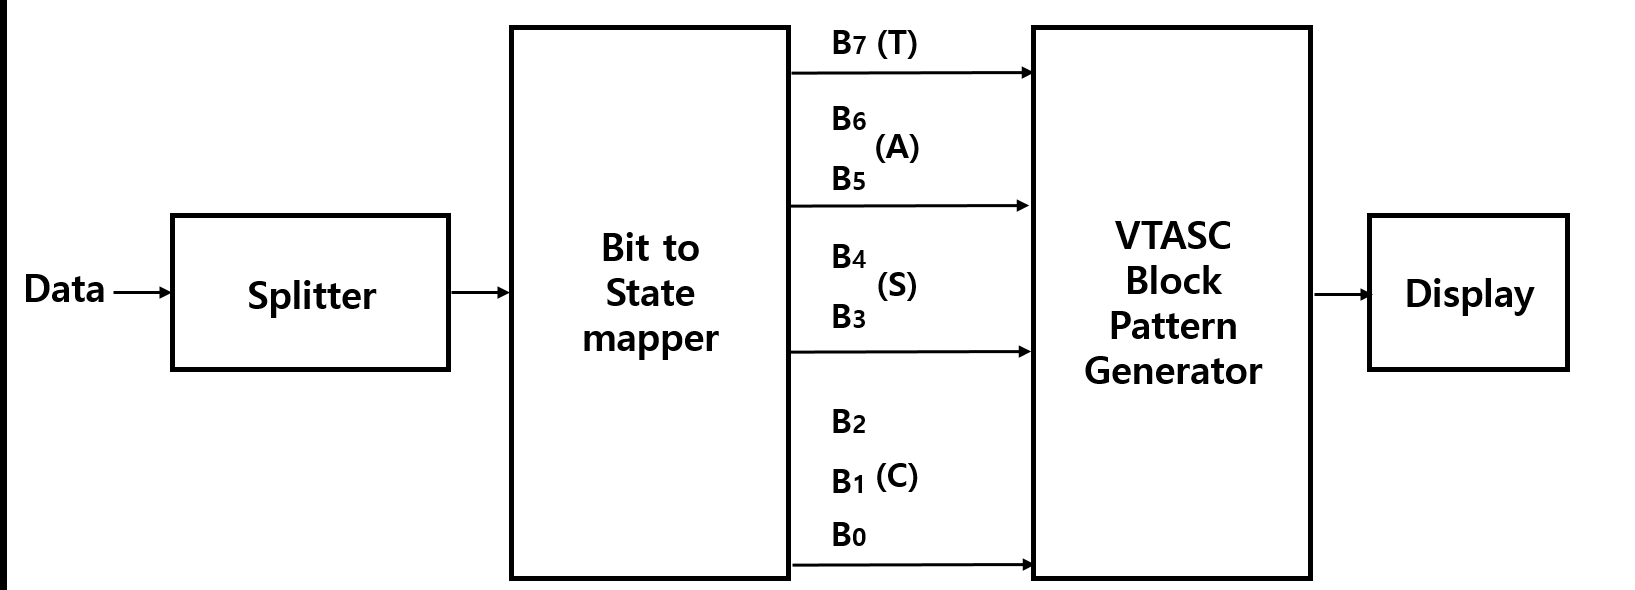 Data
Splitter
Bit to
State
mapper
B7 (T)
B6
(A)
B5
B4
(S)
B3
B2
B1 (C)
B0
VTASC
Block
Pattern
Generator
Display